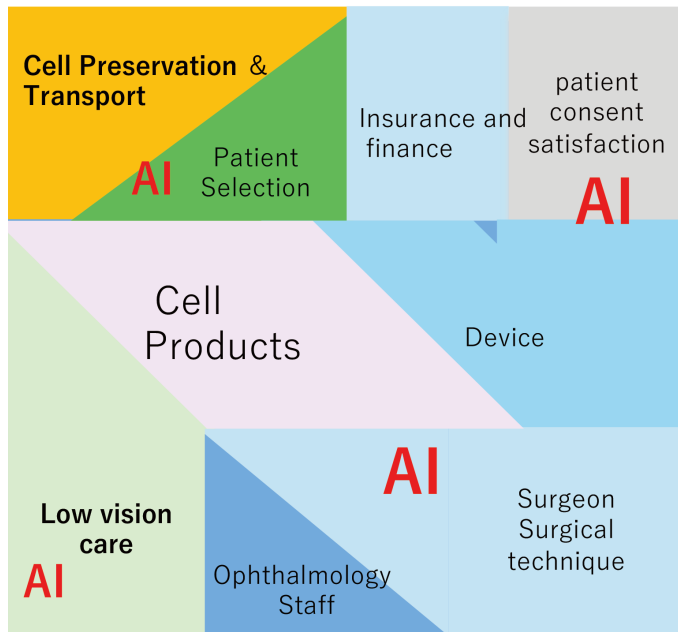 Cell Preservation &
Transport
AI
Patient
Selection
Insurance and
finance
patient
consent
satisfaction
AI
Cell
Products
Device
Low vision
care
AI
AI
Ophthalmology
Staff
Surgeon
Surgical
technique